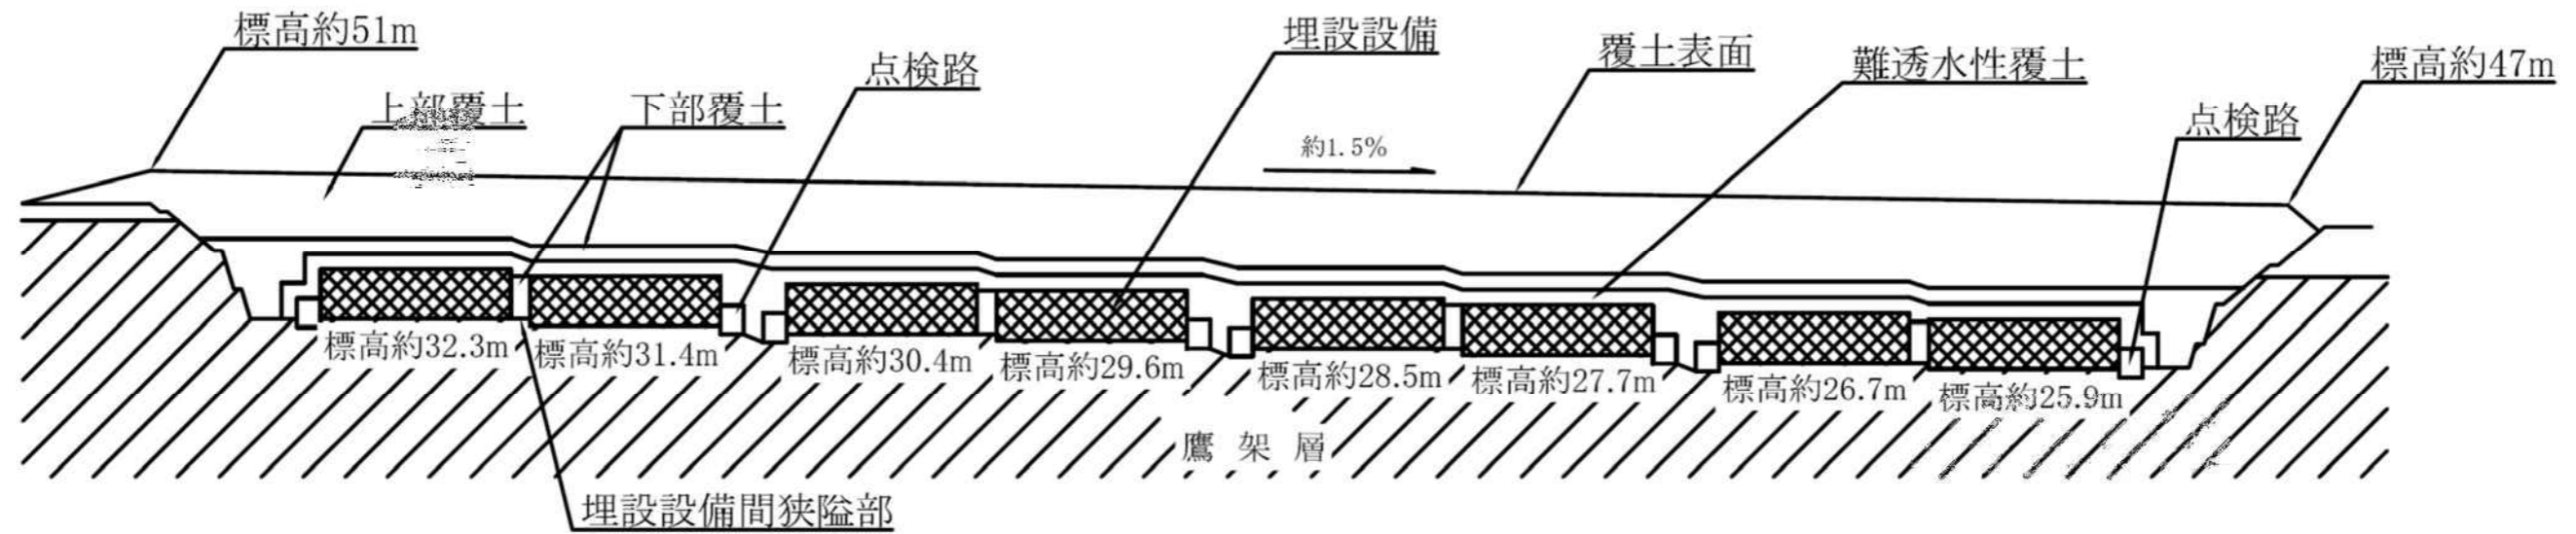 標高約51m
埋設設備
覆土表面
難透水性覆土
標高約47m
点検路
上部覆土
下部覆土
点検路
約1.5%
標高約32.3m
標高約31.4m
標高約30.4m
標高約29.6m
標高約28.5m
標高約27.7m
標高約26.7m
標高約25.9m
鷹架層
埋設設備間狭隘部